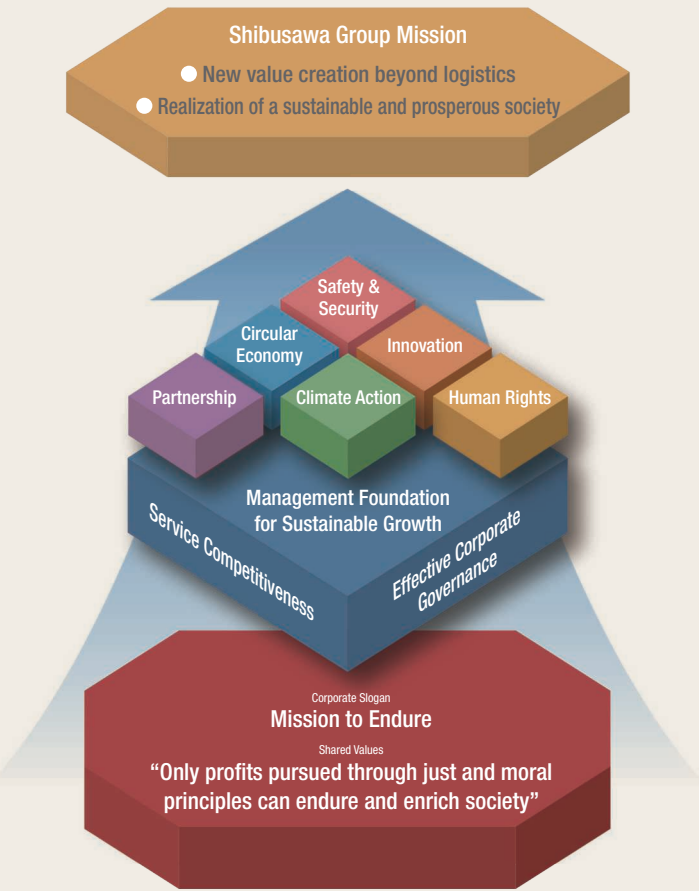 Shibusawa Group Mission
● New value creation beyond logistics
● Realization of a sustainable and prosperous society
Safety &
Security
Circular
Economy
Innovation
Partnership
Climate Action
Human Rights
Management Foundation
for Sustainable Growth
Service Competitiveness
Effective Corporate
Governance
Corporate Slogan
Mission to Endure
Shared Values
“Only profits pursued through just and moral
principles can endure and enrich society”